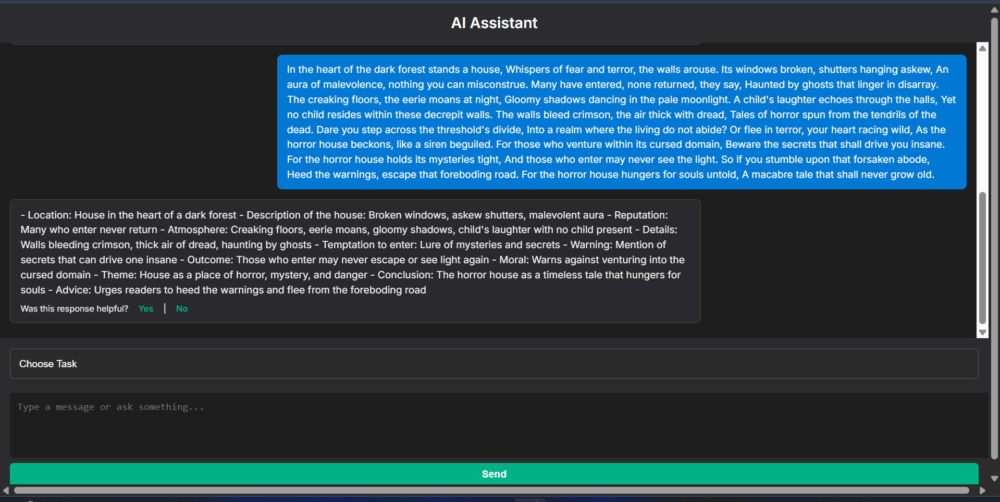 AI Assistant
In the heart of the dark forest stands a house, Whispers of fear and terror, the walls arouse. Its windows broken, shutters hanging askew, An
aura of malevolence, nothing you can misconstrue. Many have entered, none returned, they say, Haunted by ghosts that linger in disarray.
The creaking floors, the eerie moans at night, Gloomy shadows dancing in the pale moonlight. A child's laughter echoes through the halls, Yet
no child resides within these decrepit walls. The walls bleed crimson, the air thick with dread, Tales of horror spun from the tendrils of the
dead. Dare you step across the threshold's divide, Into a realm where the living do not abide? Or flee in terror, your heart racing wild, As the
horror house beckons, like a siren beguiled. For those who venture within its cursed domain, Beware the secrets that shall drive you insane.
For the horror house holds its mysteries tight, And those who enter may never see the light. So if you stumble upon that forsaken abode,
Heed the warnings, escape that foreboding road. For the horror house hungers for souls untold, A macabre tale that shall never grow old.
- Location: House in the heart of a dark forest - Description of the house: Broken windows, askew shutters, malevolent aura - Reputation:
Many who enter never return - Atmosphere: Creaking floors, eerie moans, gloomy shadows, child's laughter with no child present - Details:
Walls bleeding crimson, thick air of dread, haunting by ghosts - Temptation to enter: Lure of mysteries and secrets - Warning: Mention of
secrets that can drive one insane - Outcome: Those who enter may never escape or see light again - Moral: Warns against venturing into the
cursed domain - Theme: House as a place of horror, mystery, and danger - Conclusion: The horror house as a timeless tale that hungers for
souls - Advice: Urges readers to heed the warnings and flee from the foreboding road
Was this response helpful? Yes | No
Choose Task
Type a message or ask something...
Send